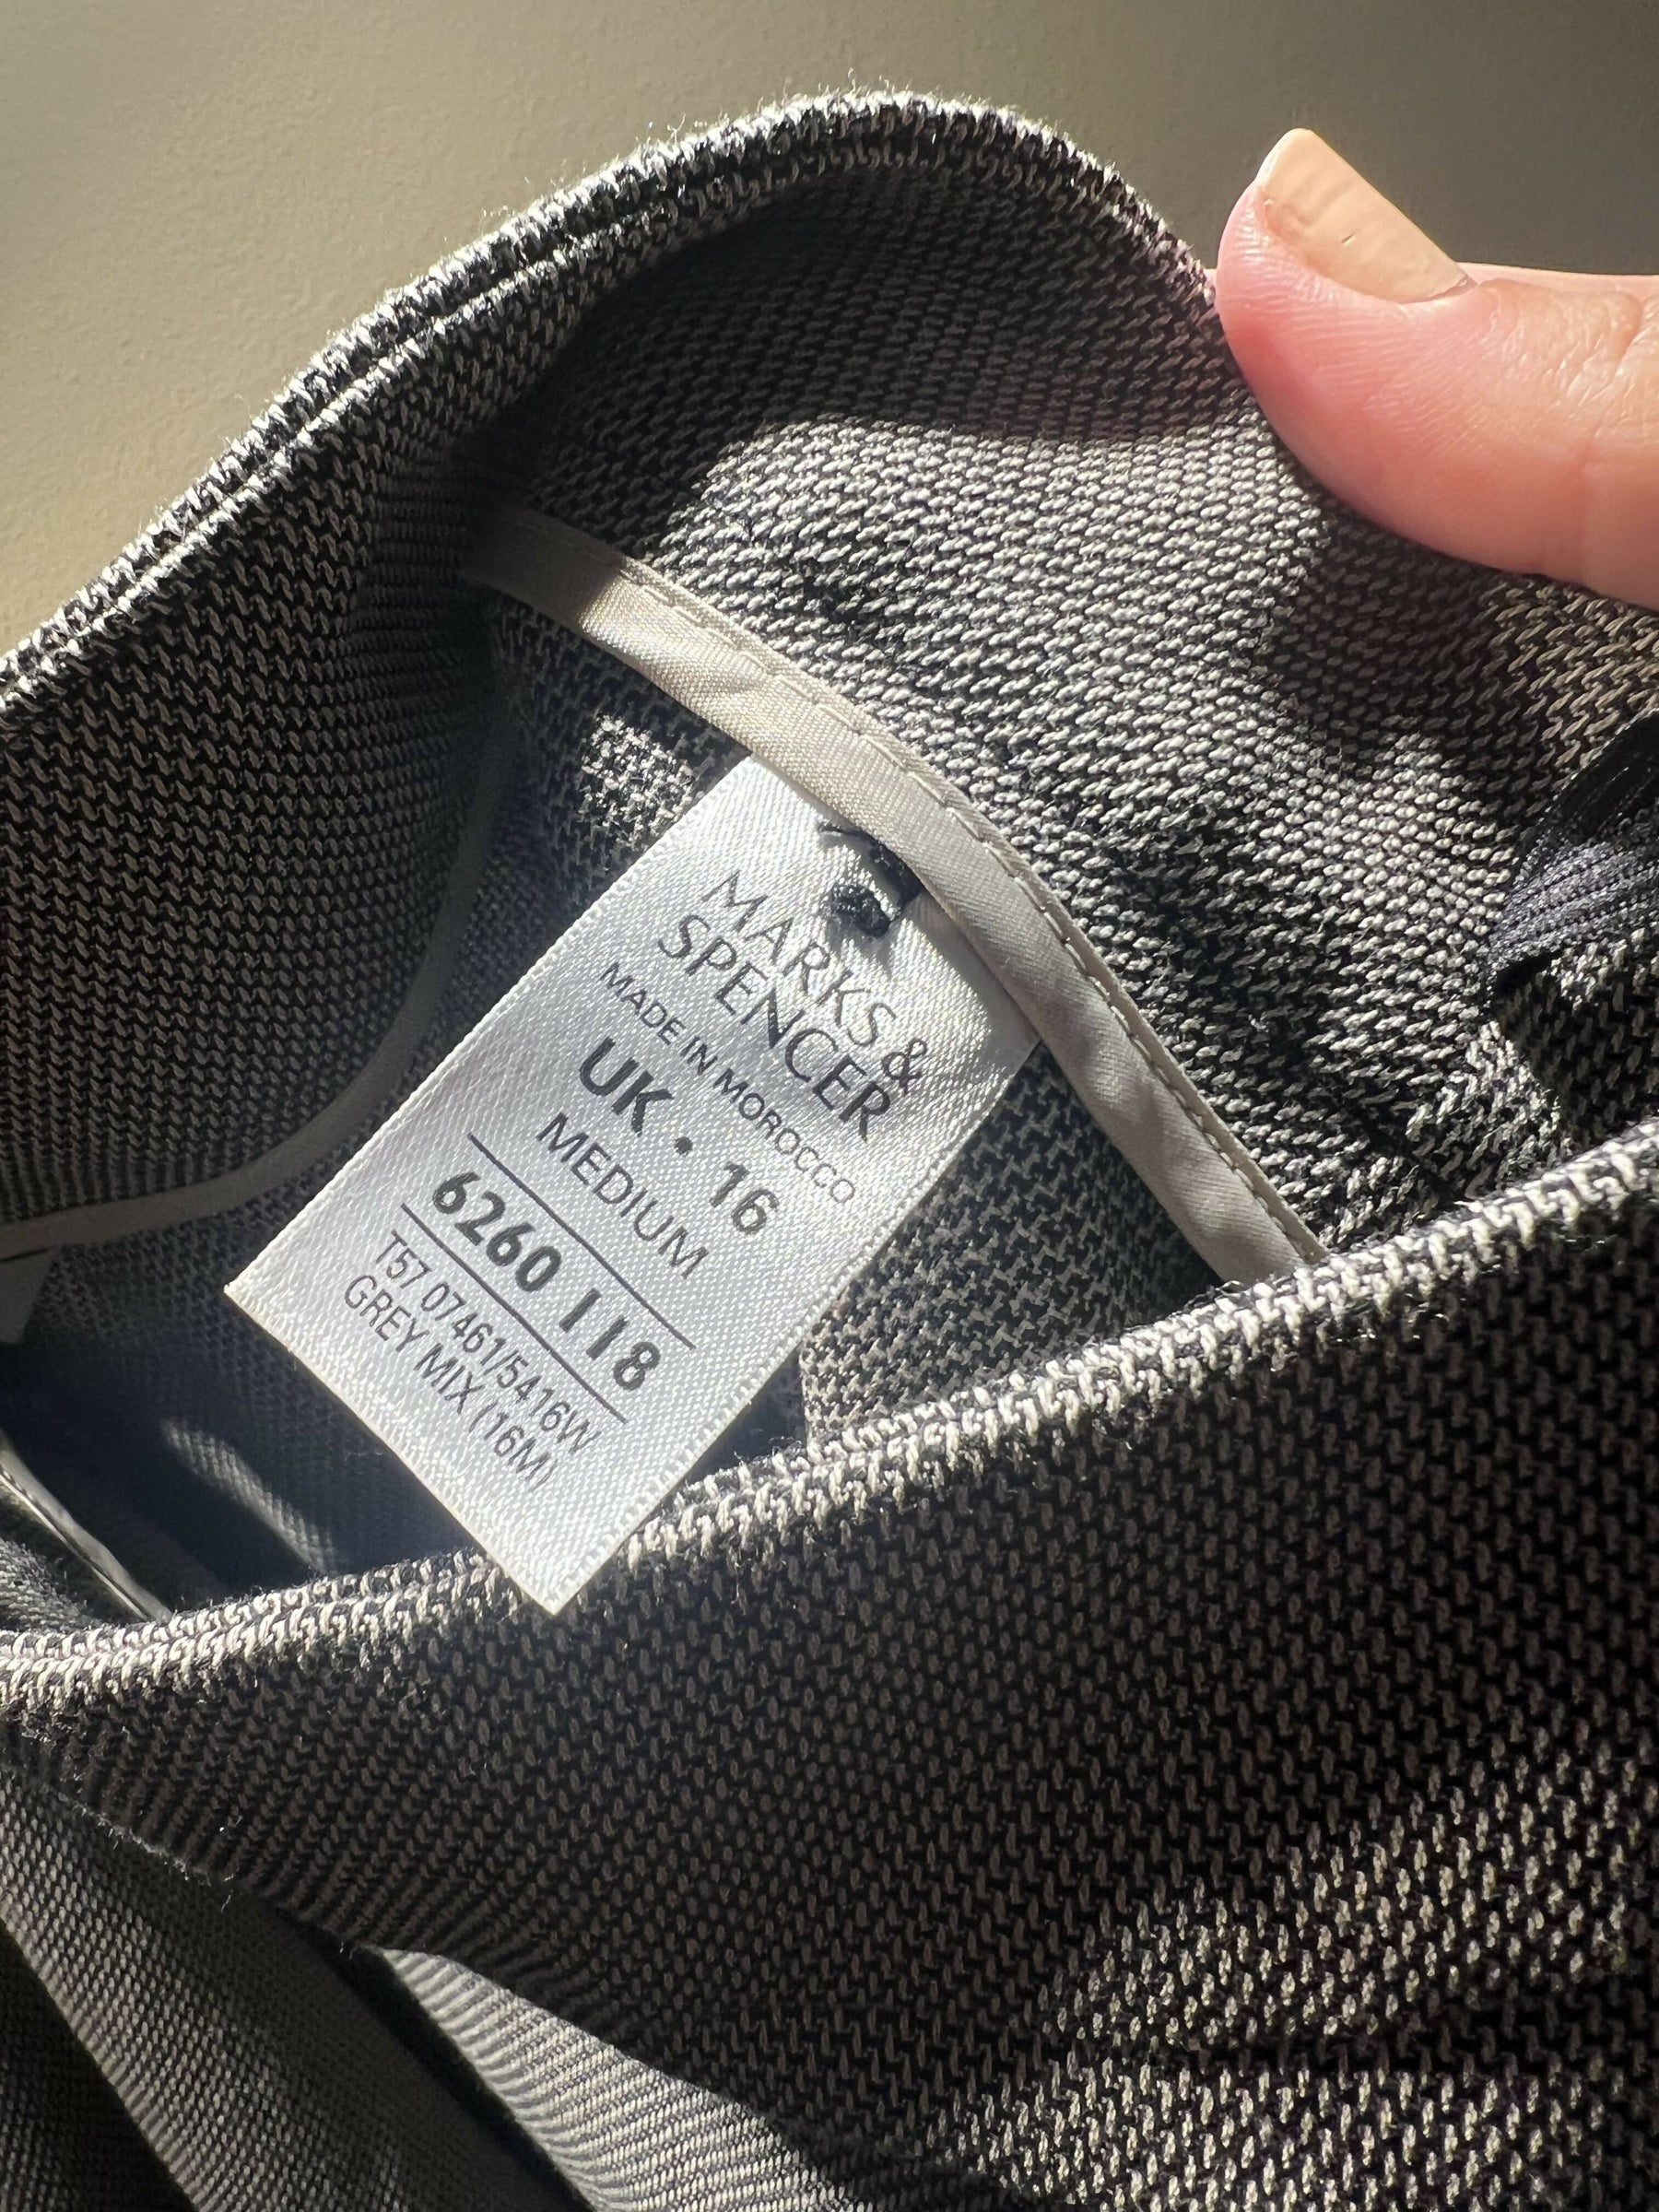 MARKS &
SPENCER
MADE IN MOROCCO
UK • 16
MEDIUM
6260 118
T57 07461/5416W
GREY MIX (16M)